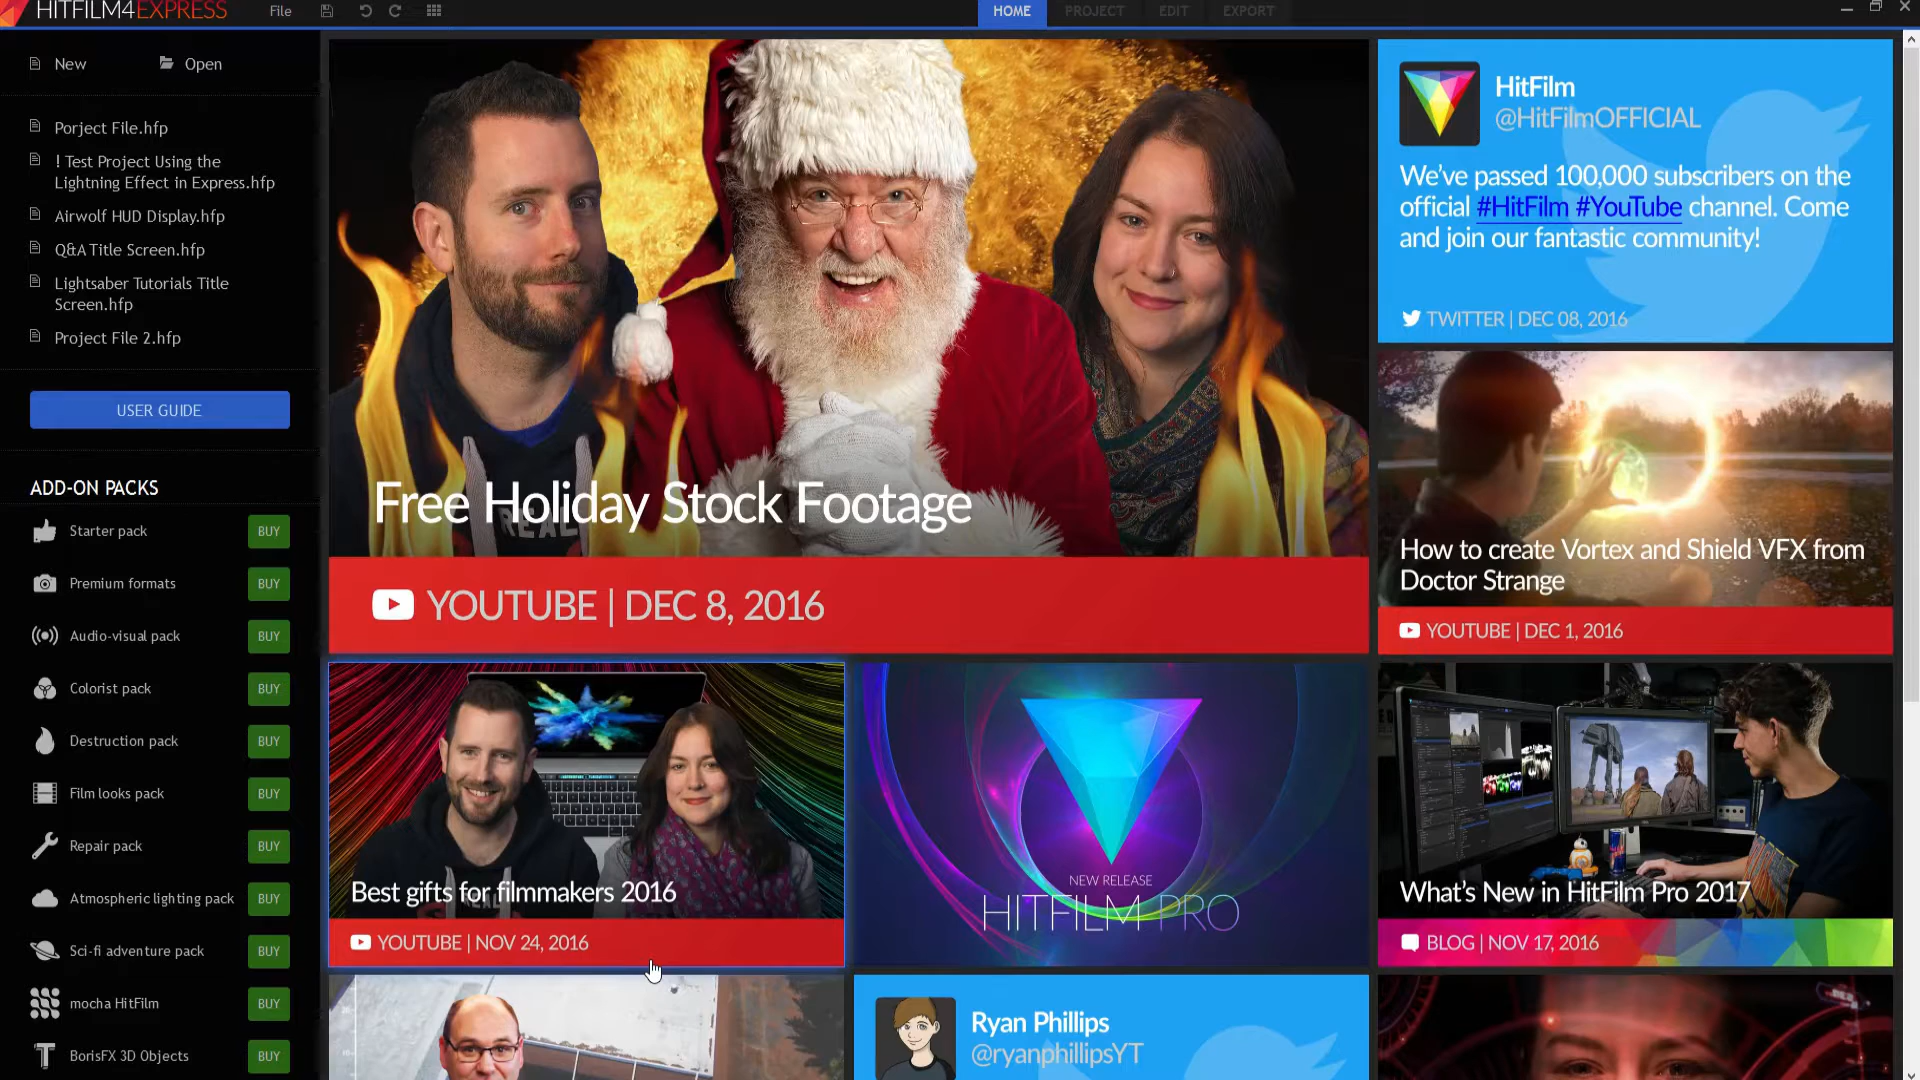 HITFILM4EXPRESS
File
HOME
PROJECT
EDIT
EXPORT
New
Open
Porject File.hfp
! Test Project Using the
Lightning Effect in Express.hfp
Airwolf HUD Display.hfp
Q&A Title Screen.hfp
Lightsaber Tutorials Title
Screen.hfp
Project File 2.hfp
USER GUIDE
ADD-ON PACKS
Starter pack BUY
Premium formats BUY
Audio-visual pack BUY
Colorist pack BUY
Destruction pack BUY
Film looks pack BUY
Repair pack BUY
Atmospheric lighting pack BUY
Sci-fi adventure pack BUY
mocha HitFilm BUY
BorisFX 3D Objects BUY
Free Holiday Stock Footage
YOUTUBE | DEC 8, 2016
HitFilm
@HitFilmOFFICIAL
We've passed 100,000 subscribers on the
official #HitFilm #YouTube channel. Come
and join our fantastic community!
TWITTER | DEC 08, 2016
How to create Vortex and Shield VFX from
Doctor Strange
YOUTUBE | DEC 1, 2016
Best gifts for filmmakers 2016
YOUTUBE | NOV 24, 2016
NEW RELEASE
HITFILM PRO
What's New in HitFilm Pro 2017
BLOG | NOV 17, 2016
Ryan Phillips
@ryanphillipsYT